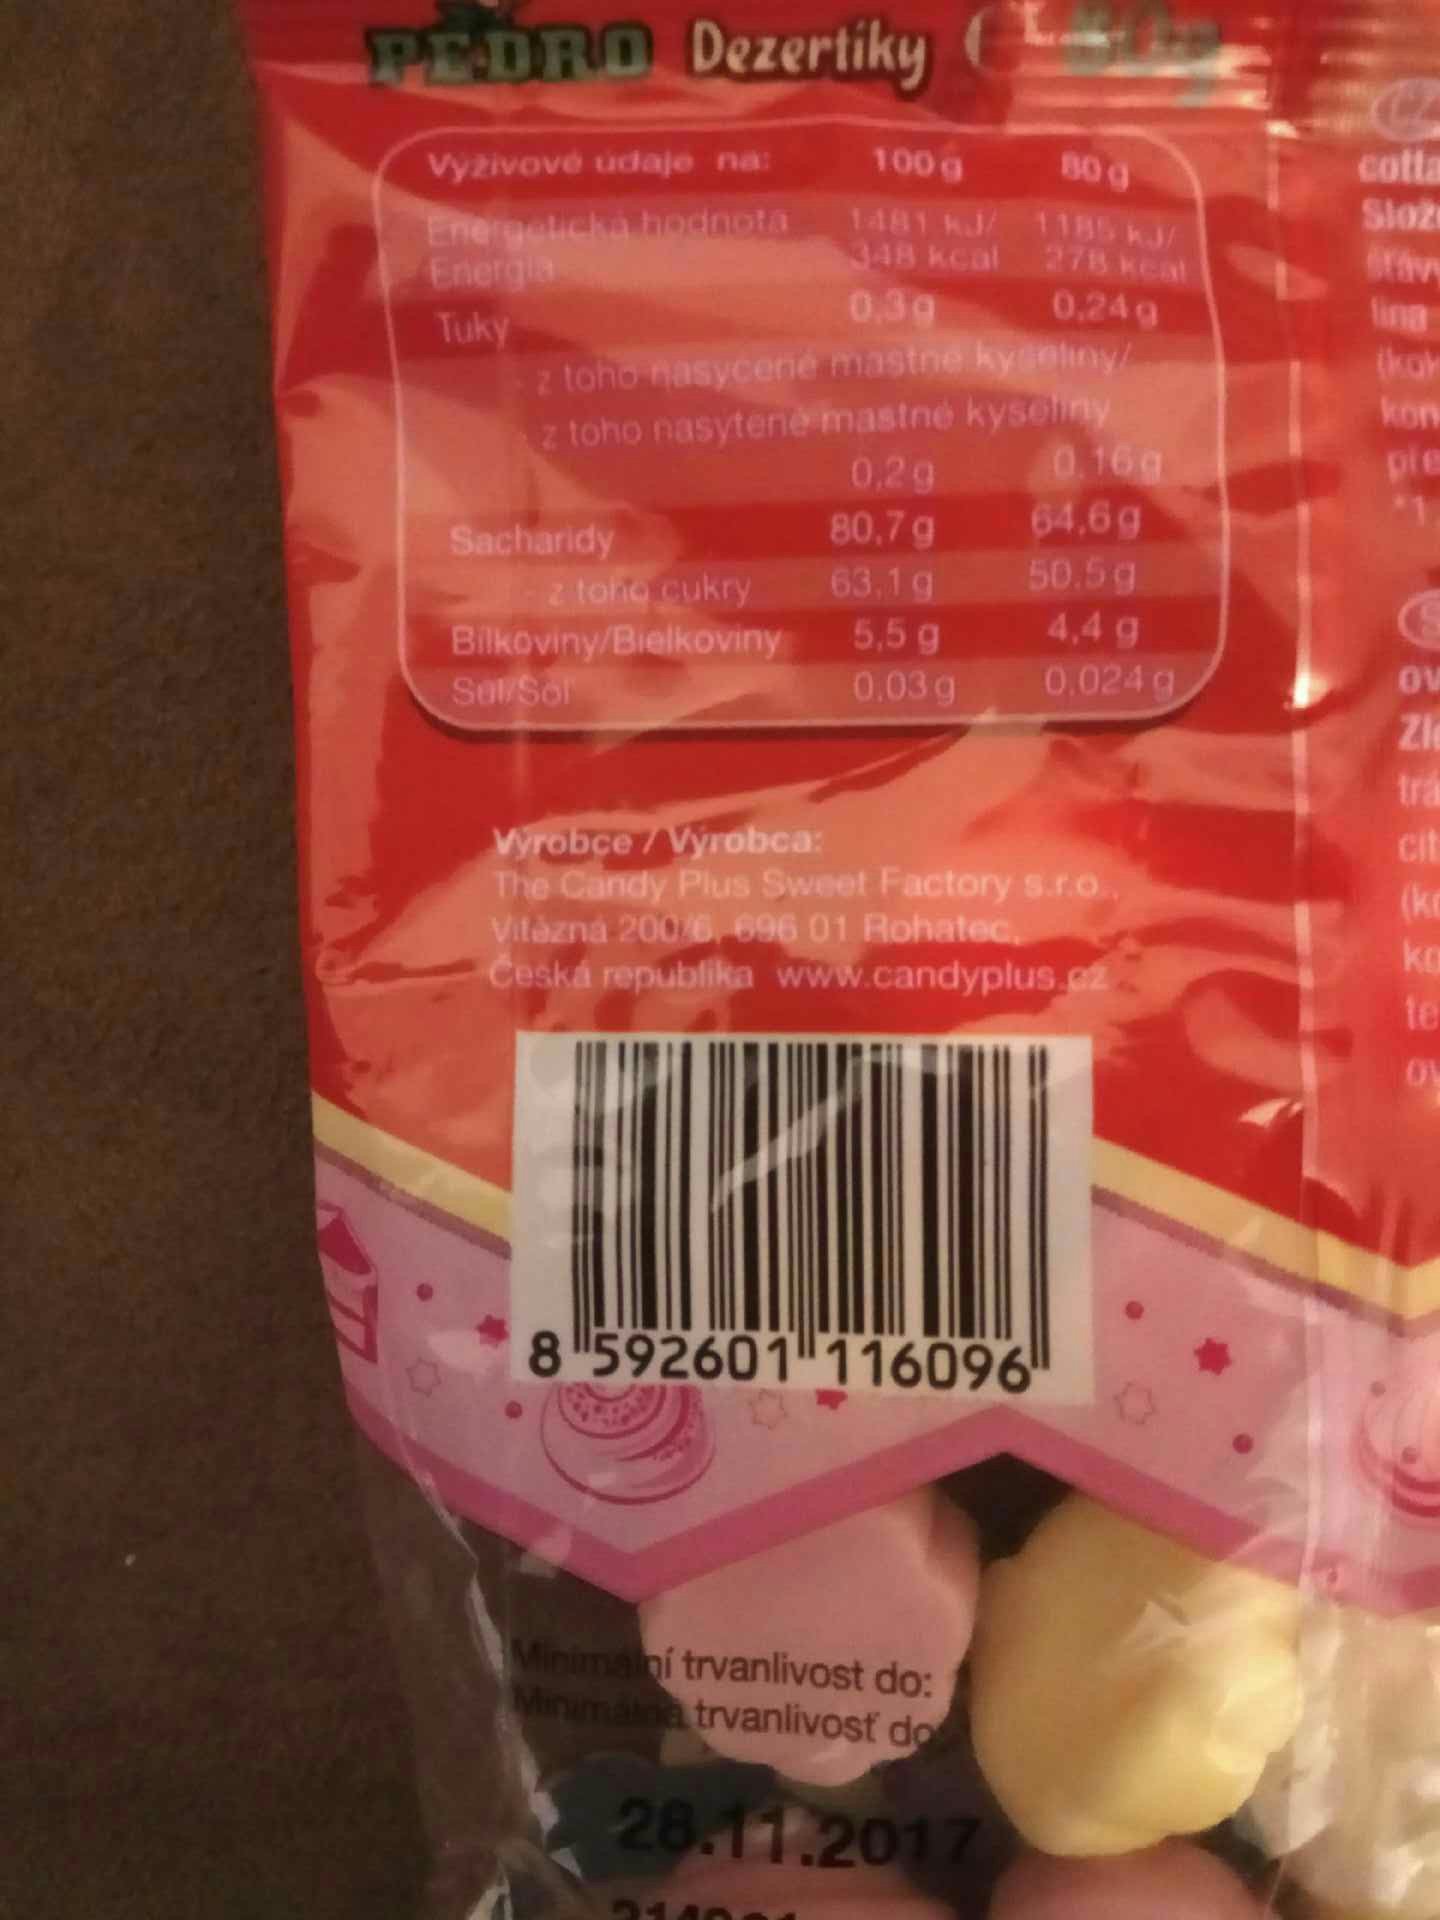 PEDRO Dezertíky 80g
Výživové údaje na: 100 g 80 g
Energetická hodnota 1481 kJ/ 1185 kJ/
Energia 348 kcal 278 kcal
Tuky 0,3 g 0,24 g
- z toho nasycené mastné kyseliny/
- z toho nasýtené mastné kyseliny
0,2 g 0,16 g
Sacharidy 80,7 g 64,6 g
- z toho cukry 63,1 g 50,5 g
Bílkoviny/Bielkoviny 5,5 g 4,4 g
Sůl/Soľ 0,03 g 0,024 g
Výrobce / Výrobca:
The Candy Plus Sweet Factory s.r.o.,
Vítězná 200/6, 696 01 Rohatec,
Česká republika www.candyplus.cz
8 592601 116096
Minimální trvanlivost do:
Minimálna trvanlivosť do
28.11.2017
CZ